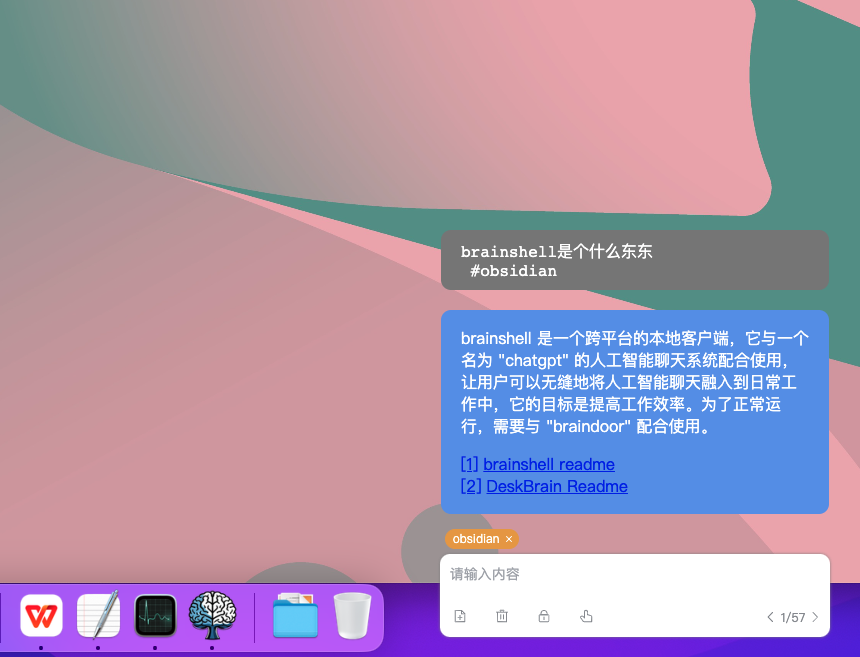 brainshell是个什么东东
#obsidian
brainshell 是一个跨平台的本地客户端，它与一个
名为 "chatgpt" 的人工智能聊天系统配合使用，
让用户可以无缝地将人工智能聊天融入到日常工
作中，它的目标是提高工作效率。为了正常运
行，需要与 "braindoor" 配合使用。
[1] brainshell readme
[2] DeskBrain Readme
obsidian ×
请输入内容
1/57